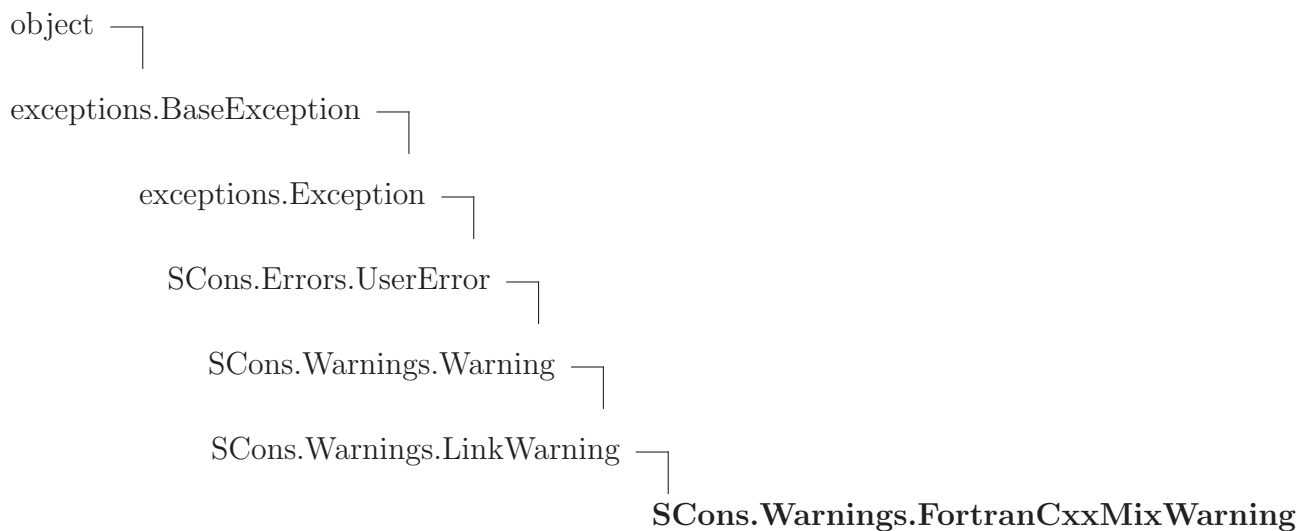 object
exceptions.BaseException
exceptions.Exception
SCons.Errors.UserError
SCons.Warnings.Warning
SCons.Warnings.LinkWarning
SCons.Warnings.FortranCxxMixWarning